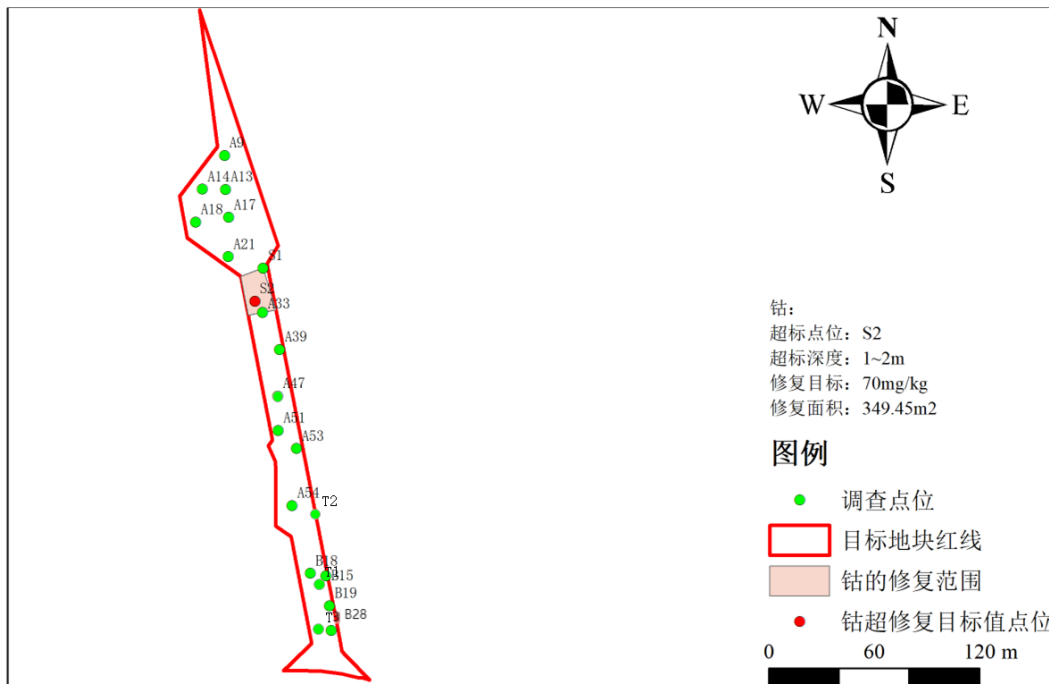 N
W
E
S
A9
A14
A13
A18
A17
A21
S1
S2
A33
A39
A47
A51
A53
A54
T2
B18
B15
B19
B28
钴：
超标点位：S2
超标深度：1~2m
修复目标：70mg/kg
修复面积：349.45m2
图例
调查点位
目标地块红线
钴的修复范围
钴超修复目标值点位
0
60
120 m